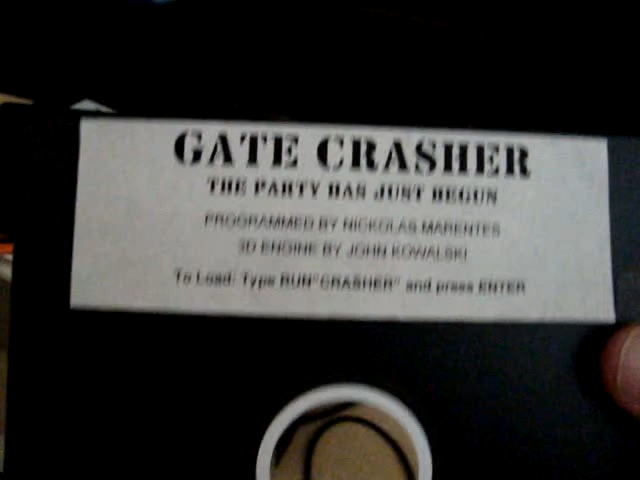 GATE CRASHER
THE PARTY HAS JUST BEGUN
PROGRAMMED BY NICKOLAS MARENTES
3D ENGINE BY JOHN KOWALSKI
To Load: Type RUN"CRASHER" and press ENTER